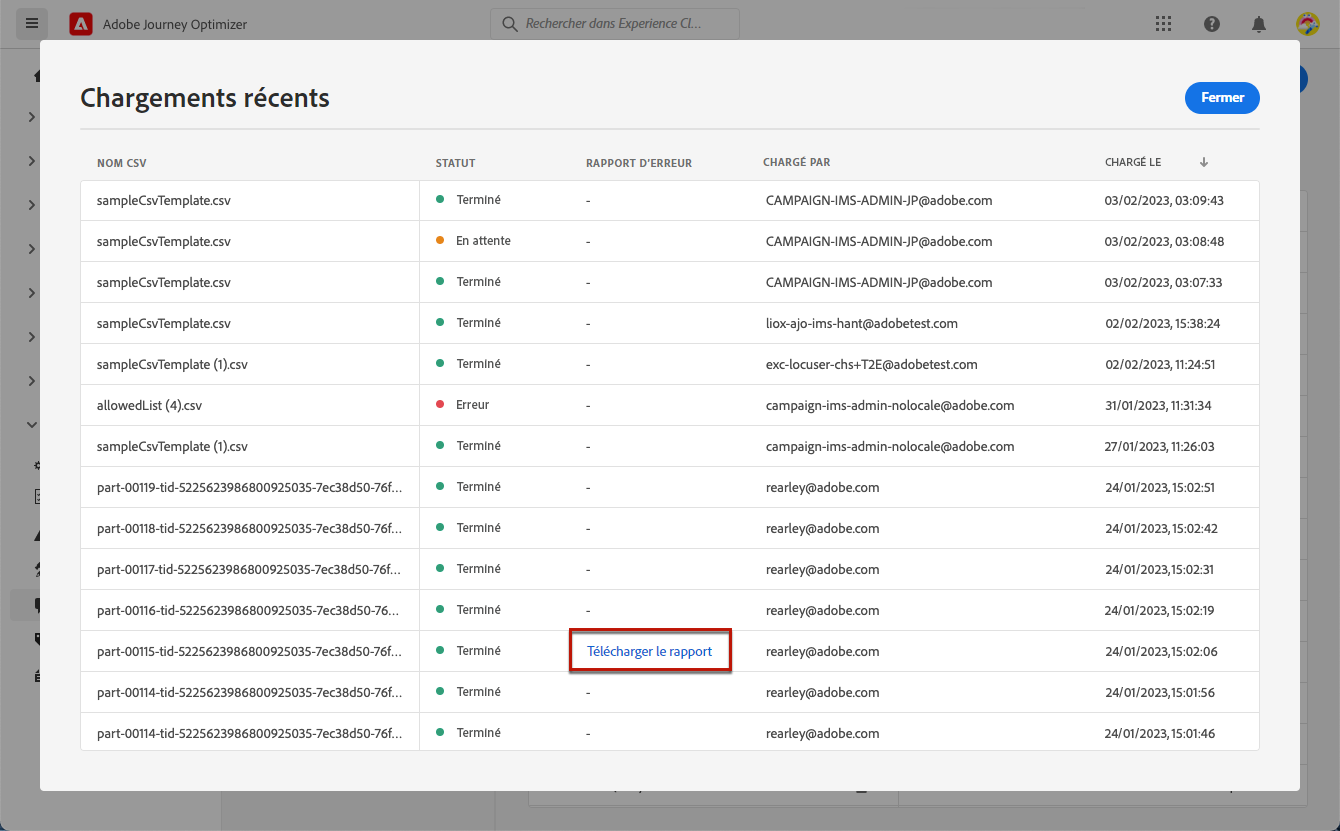 Adobe Journey Optimizer
Rechercher dans Experience Cl...
Chargements récents
Fermer
NOM CSV STATUT RAPPORT D'ERREUR CHARGÉ PAR CHARGÉ LE
sampleCsvTemplate.csv Terminé - CAMPAIGN-IMS-ADMIN-JP@adobe.com 03/02/2023, 03:09:43
sampleCsvTemplate.csv En attente - CAMPAIGN-IMS-ADMIN-JP@adobe.com 03/02/2023, 03:08:48
sampleCsvTemplate.csv Terminé - CAMPAIGN-IMS-ADMIN-JP@adobe.com 03/02/2023, 03:07:33
sampleCsvTemplate.csv Terminé - liox-ajo-ims-hant@adobetest.com 02/02/2023, 15:38:24
sampleCsvTemplate (1).csv Terminé - exc-locuser-chs+T2E@adobetest.com 02/02/2023, 11:24:51
allowedList (4).csv Erreur - campaign-ims-admin-nolocale@adobe.com 31/01/2023, 11:31:34
sampleCsvTemplate (1).csv Terminé - campaign-ims-admin-nolocale@adobe.com 27/01/2023, 11:26:03
part-00119-tid-5225623986800925035-7ec38d50-76f... Terminé - rearley@adobe.com 24/01/2023, 15:02:51
part-00118-tid-5225623986800925035-7ec38d50-76f... Terminé - rearley@adobe.com 24/01/2023, 15:02:42
part-00117-tid-5225623986800925035-7ec38d50-76f... Terminé - rearley@adobe.com 24/01/2023, 15:02:31
part-00116-tid-5225623986800925035-7ec38d50-76... Terminé - rearley@adobe.com 24/01/2023, 15:02:19
part-00115-tid-5225623986800925035-7ec38d50-76f... Terminé Télécharger le rapport rearley@adobe.com 24/01/2023, 15:02:06
part-00114-tid-5225623986800925035-7ec38d50-76f... Terminé - rearley@adobe.com 24/01/2023, 15:01:56
part-00114-tid-5225623986800925035-7ec38d50-76f... Terminé - rearley@adobe.com 24/01/2023, 15:01:46